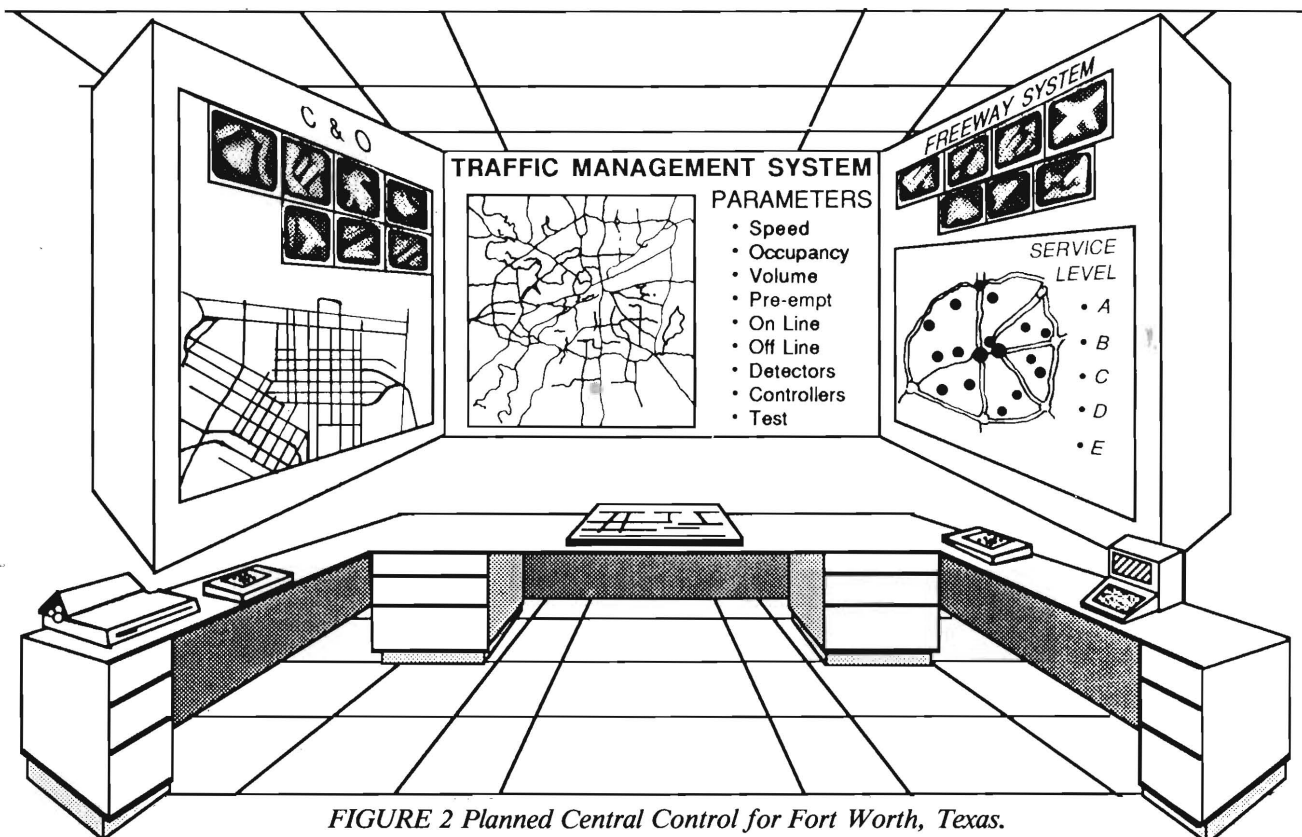 C & O
TRAFFIC MANAGEMENT SYSTEM
PARAMETERS
• Speed
• Occupancy
• Volume
• Pre-empt
• On Line
• Off Line
• Detectors
• Controllers
• Test
FREEWAY SYSTEM
SERVICE
LEVEL
• A
• B
• C
• D
• E
FIGURE 2 Planned Central Control for Fort Worth, Texas.